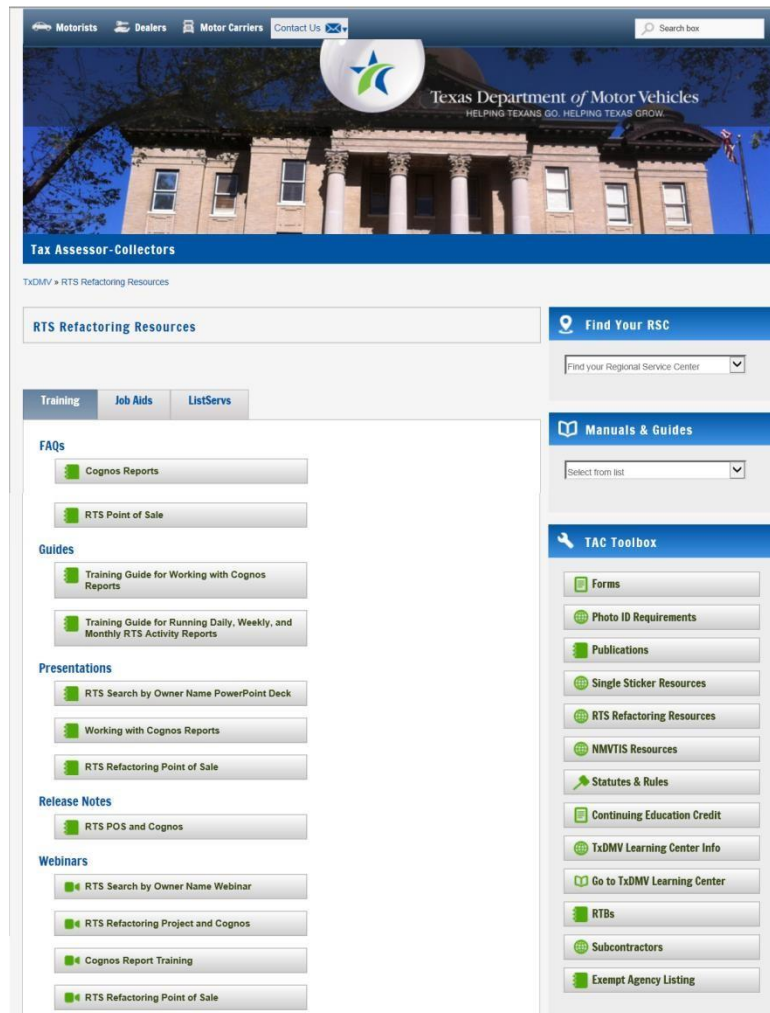 Motorists
Dealers
Motor Carriers
Contact Us
Search box
Texas Department of Motor Vehicles
HELPING TEXANS GO. HELPING TEXAS GROW.
Tax Assessor-Collectors
TxDMV » RTS Refactoring Resources
RTS Refactoring Resources
Training
Job Aids
ListServs
FAQs
Cognos Reports
RTS Point of Sale
Guides
Training Guide for Working with Cognos
Reports
Training Guide for Running Daily, Weekly, and
Monthly RTS Activity Reports
Presentations
RTS Search by Owner Name PowerPoint Deck
Working with Cognos Reports
RTS Refactoring Point of Sale
Release Notes
RTS POS and Cognos
Webinars
RTS Search by Owner Name Webinar
RTS Refactoring Project and Cognos
Cognos Report Training
RTS Refactoring Point of Sale
Find Your RSC
Find your Regional Service Center
Manuals & Guides
Select from list
TAC Toolbox
Forms
Photo ID Requirements
Publications
Single Sticker Resources
RTS Refactoring Resources
NMVTIS Resources
Statutes & Rules
Continuing Education Credit
TxDMV Learning Center Info
Go to TxDMV Learning Center
RTBs
Subcontractors
Exempt Agency Listing